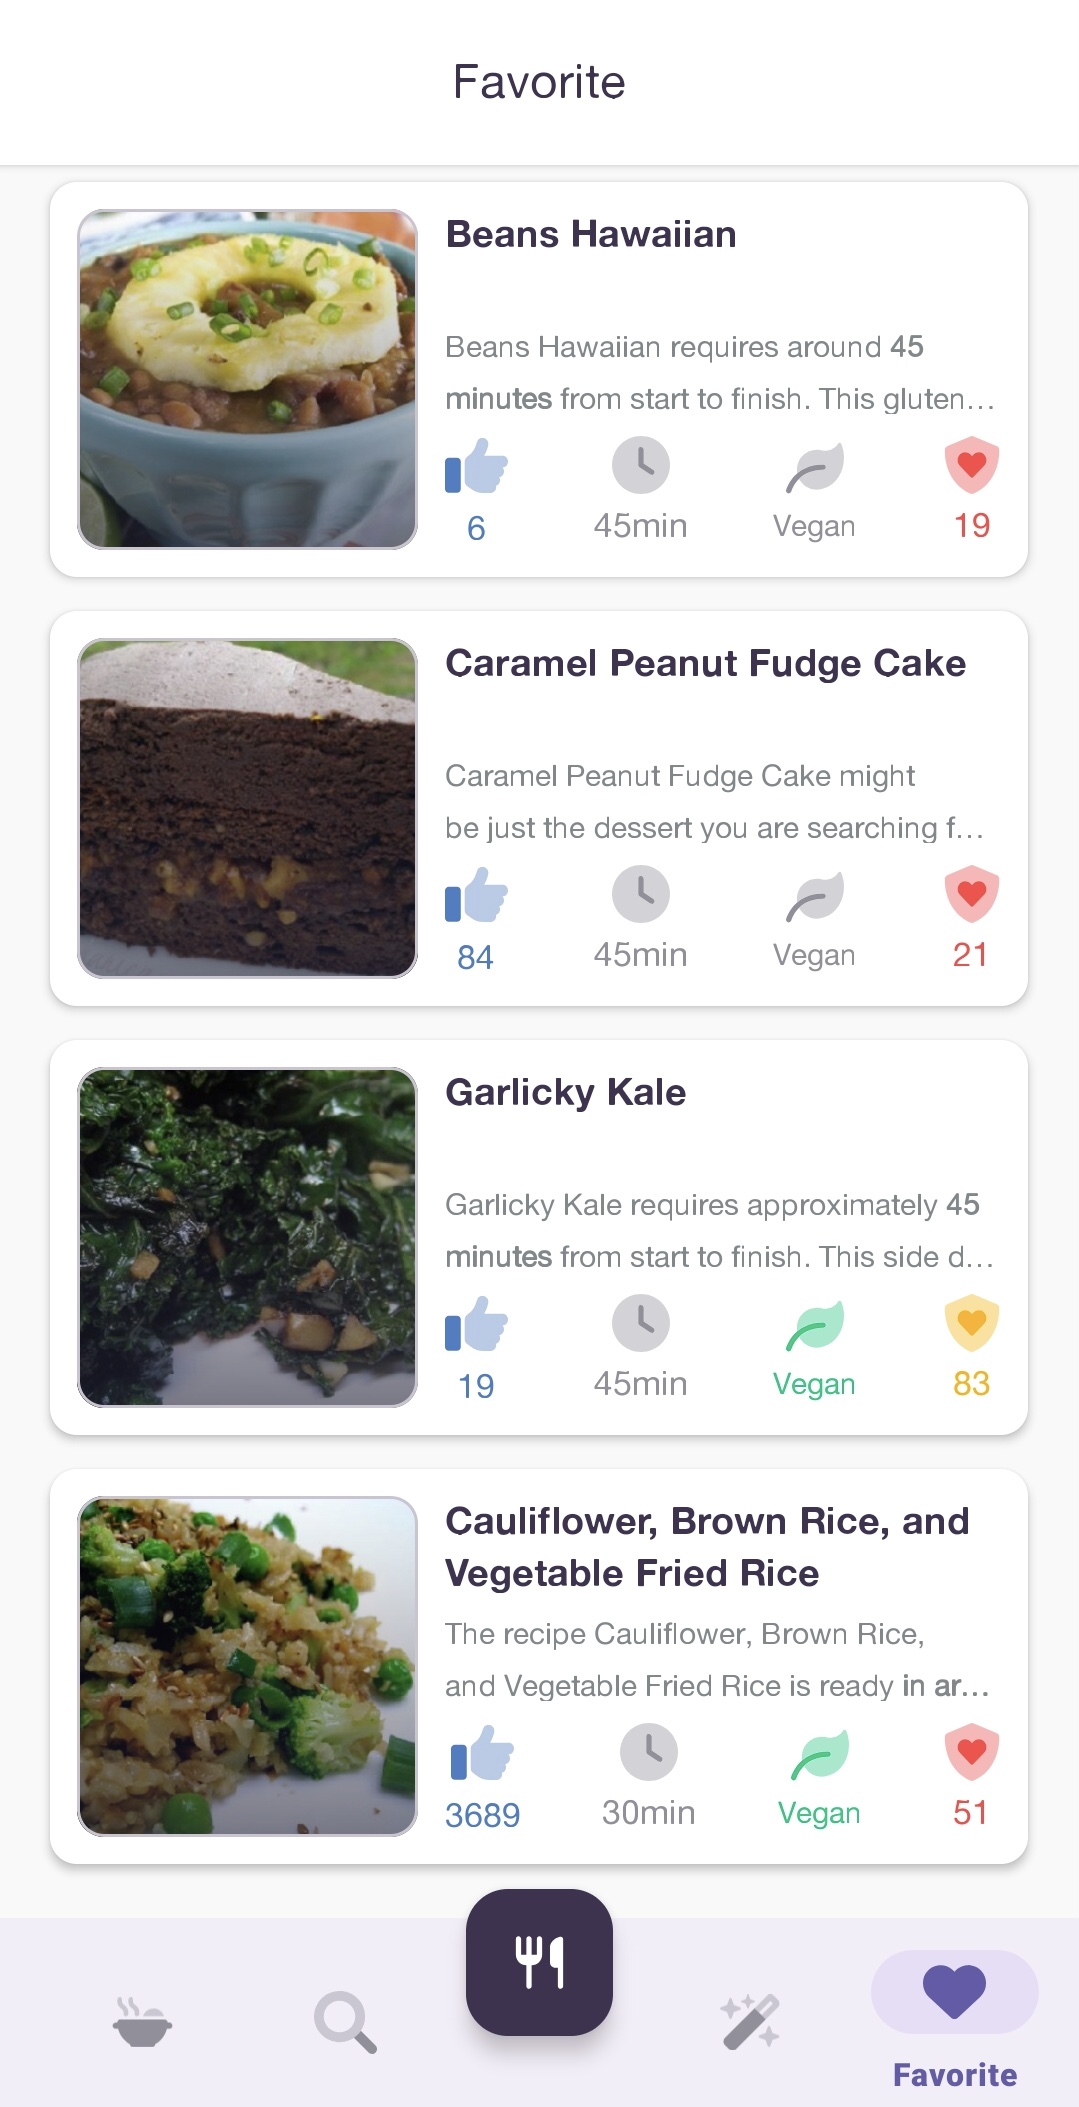 Favorite
Beans Hawaiian
Beans Hawaiian requires around 45
minutes from start to finish. This gluten...
6
45min
Vegan
19
Caramel Peanut Fudge Cake
Caramel Peanut Fudge Cake might
be just the dessert you are searching f...
84
45min
Vegan
21
Garlicky Kale
Garlicky Kale requires approximately 45
minutes from start to finish. This side d...
19
45min
Vegan
83
Cauliflower, Brown Rice, and
Vegetable Fried Rice
The recipe Cauliflower, Brown Rice,
and Vegetable Fried Rice is ready in ar...
3689
30min
Vegan
51
Favorite